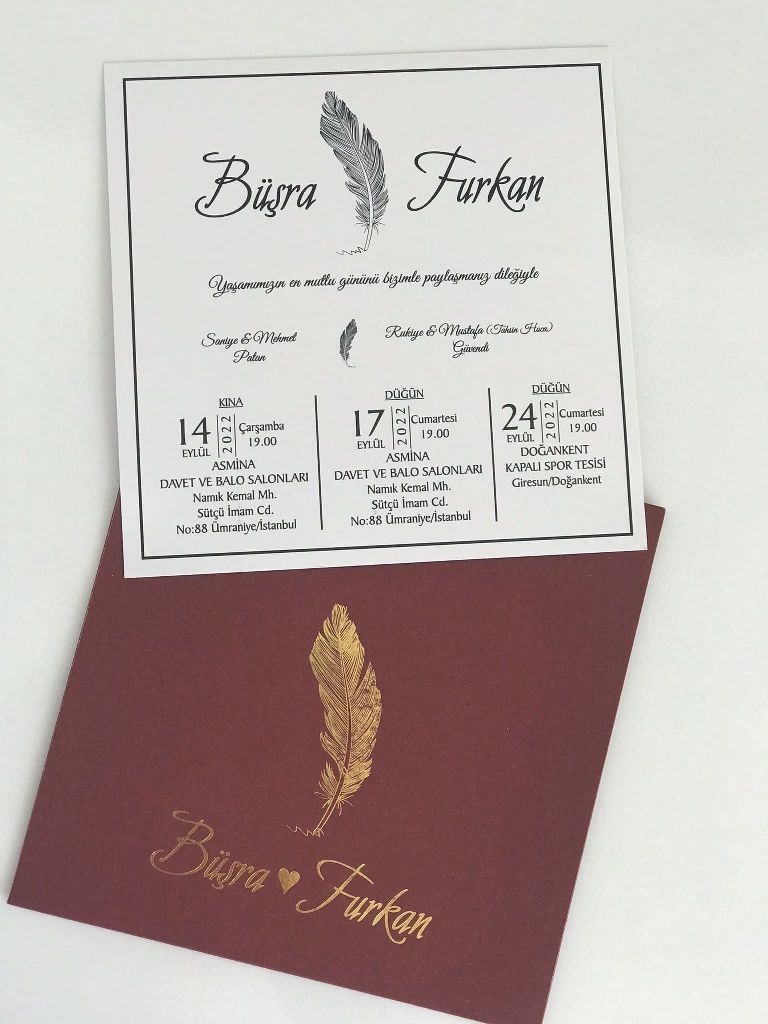 Büşra Furkan
Yaşamımızın en mutlu gününü bizimle paylaşmanız dileğiyle
Saniye & Mehmet
Patan
Rukiye & Mustafa (Tahsin Hoca)
Güvendi
KINA
14 EYLÜL 2022 Çarşamba
19.00
ASMİNA
DAVET VE BALO SALONLARI
Namık Kemal Mh.
Sütçü İmam Cd.
No:88 Ümraniye/İstanbul
DÜĞÜN
17 EYLÜL 2022 Cumartesi
19.00
ASMİNA
DAVET VE BALO SALONLARI
Namık Kemal Mh.
Sütçü İmam Cd.
No:88 Ümraniye/İstanbul
DÜĞÜN
24 EYLÜL 2022 Cumartesi
19.00
DOĞANKENT
KAPALI SPOR TESİSİ
Giresun/Doğankent
Büşra Furkan